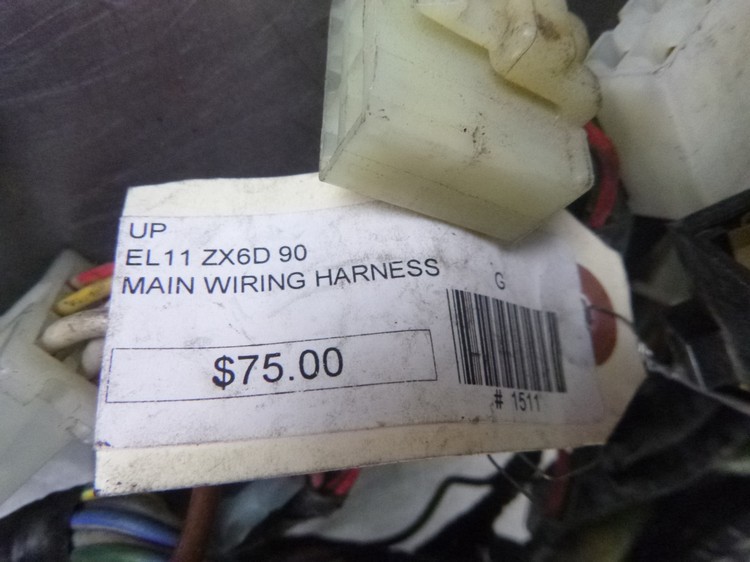 UP
EL11 ZX6D 90
MAIN WIRING HARNESS
G
$75.00
# 1511